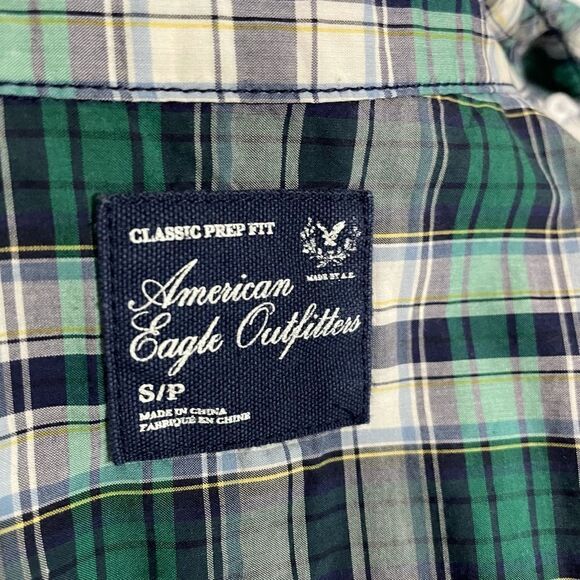 CLASSIC PREP FIT
MADE BY A.E.
American
Eagle Outfitters
S/P
MADE IN CHINA
FABRIQUÉ EN CHINE